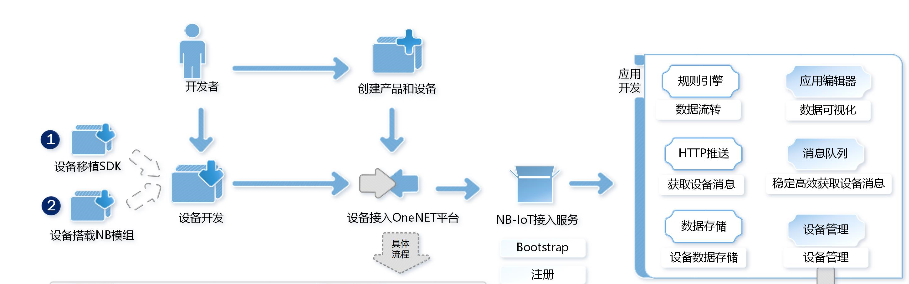 开发者
创建产品和设备
1
设备移植SDK
2
设备搭载NB模组
设备开发
设备接入OneNET平台
具体
流程
NB-IoT接入服务
Bootstrap
注册
应用
开发
规则引擎
数据流转
应用编辑器
数据可视化
HTTP推送
获取设备消息
消息队列
稳定高效获取设备消息
数据存储
设备数据存储
设备管理
设备管理